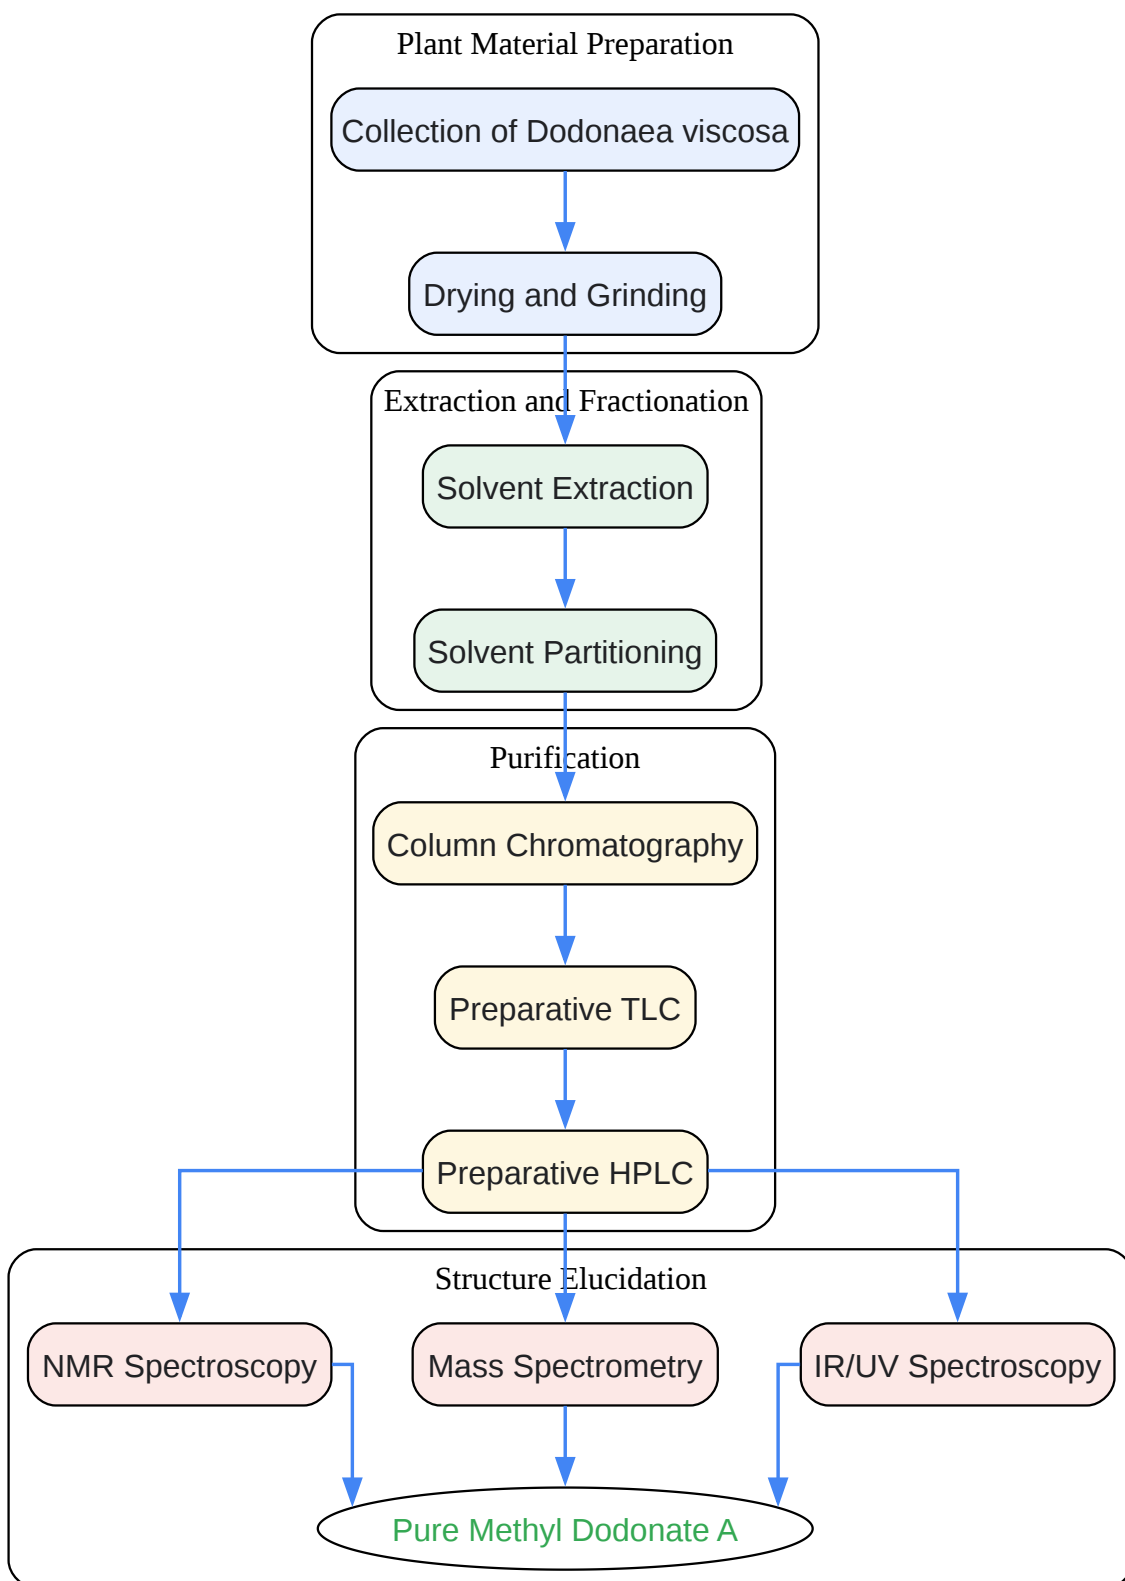 Plant Material Preparation
Collection of Dodonaea viscosa
Drying and Grinding
Extraction and Fractionation
Solvent Extraction
Solvent Partitioning
Purification
Column Chromatography
Preparative TLC
Preparative HPLC
Structure Elucidation
NMR Spectroscopy
Mass Spectrometry
IR/UV Spectroscopy
Pure Methyl Dodonate A